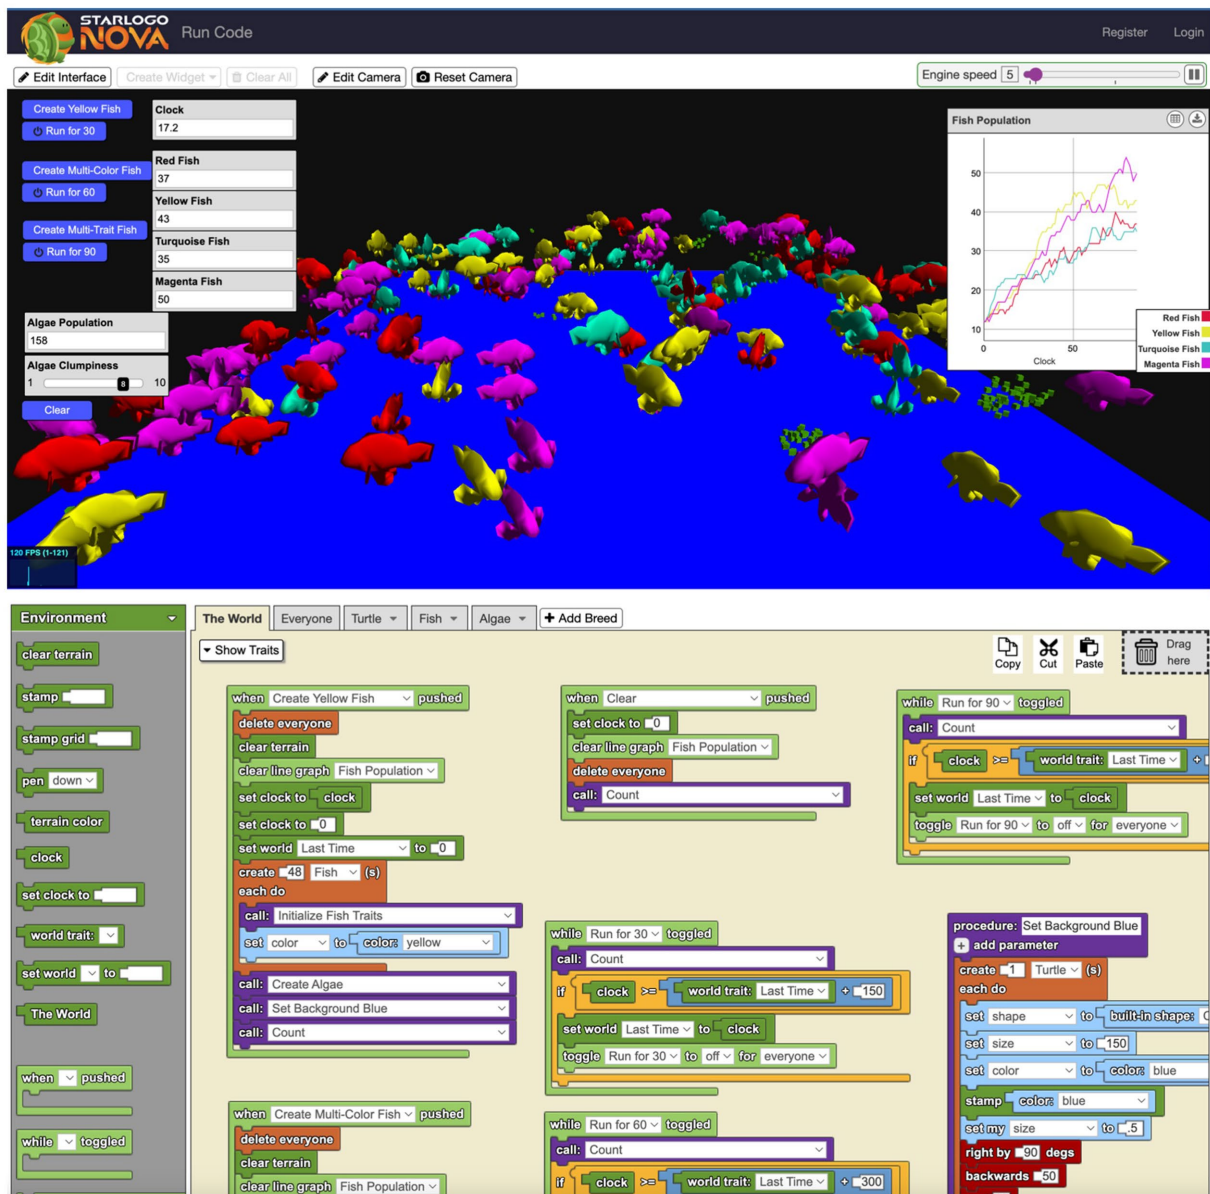 STARLOGO
NOVA
Run Code
Register
Login
Edit Interface
Create Widget
Clear All
Edit Camera
Reset Camera
Engine speed 5
Create Yellow Fish
Run for 30
Create Multi-Color Fish
Run for 60
Create Multi-Trait Fish
Run for 90
Clock
17.2
Red Fish
37
Yellow Fish
43
Turquoise Fish
35
Magenta Fish
50
Algae Population
158
Algae Clumpiness
1 8 10
Clear
120 FPS (1-121)
Fish Population
50
40
30
20
10
0 50
Clock
Red Fish
Yellow Fish
Turquoise Fish
Magenta Fish
Environment
clear terrain
stamp
stamp grid
pen down
terrain color
clock
set clock to
world trait:
set world to
The World
when pushed
while toggled
The World
Everyone
Turtle
Fish
Algae
+ Add Breed
Show Traits
Copy
Cut
Paste
Drag
here
when Create Yellow Fish pushed
delete everyone
clear terrain
clear line graph Fish Population
set clock to clock
set clock to 0
set world Last Time to 0
create 48 Fish (s)
each do
call: Initialize Fish Traits
set color to color: yellow
call: Create Algae
call: Set Background Blue
call: Count
when Create Multi-Color Fish pushed
delete everyone
clear terrain
clear line graph Fish Population
when Clear pushed
set clock to 0
clear line graph Fish Population
delete everyone
call: Count
while Run for 30 toggled
call: Count
if clock >= world trait: Last Time + 150
set world Last Time to clock
toggle Run for 30 to off for everyone
while Run for 60 toggled
call: Count
if clock >= world trait: Last Time + 300
while Run for 90 toggled
call: Count
if clock >= world trait: Last Time +
set world Last Time to clock
toggle Run for 90 to off for everyone
procedure: Set Background Blue
+ add parameter
create 1 Turtle (s)
each do
set shape to built-in shape:
set size to 150
set color to color: blue
stamp color: blue
set my size to .5
right by 90 degs
backwards 50